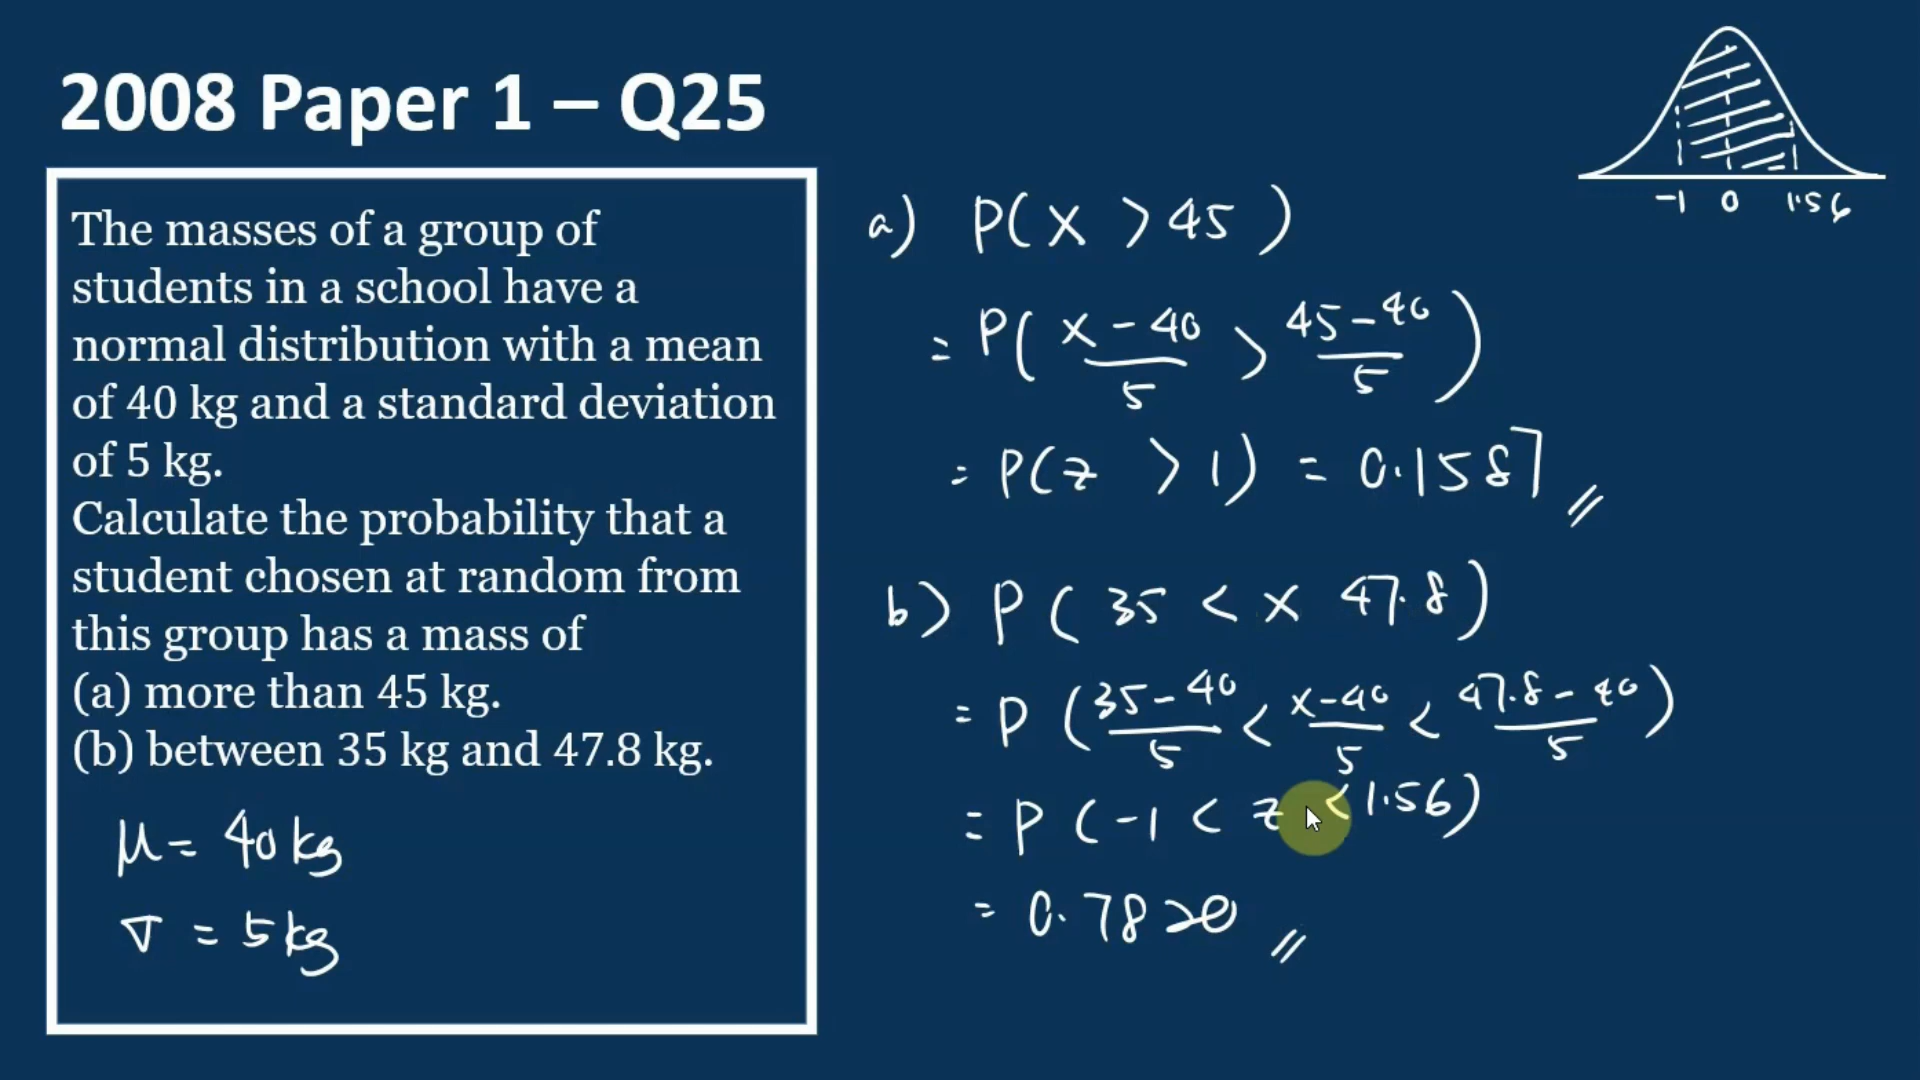 2008 Paper 1 – Q25
The masses of a group of
students in a school have a
normal distribution with a mean
of 40 kg and a standard deviation
of 5 kg.
Calculate the probability that a
student chosen at random from
this group has a mass of
(a) more than 45 kg.
(b) between 35 kg and 47.8 kg.
μ = 40 kg
σ = 5 kg
a) P(X > 45)
= P((x - 40)/5 > (45 - 40)/5)
= P(z > 1) = 0.1587 //
b) P(35 < x 47.8)
= P((35 - 40)/5 < (x - 40)/5 < (47.8 - 40)/5)
= P(-1 < z < 1.56)
= 0.7820 //
-1 0 1.56